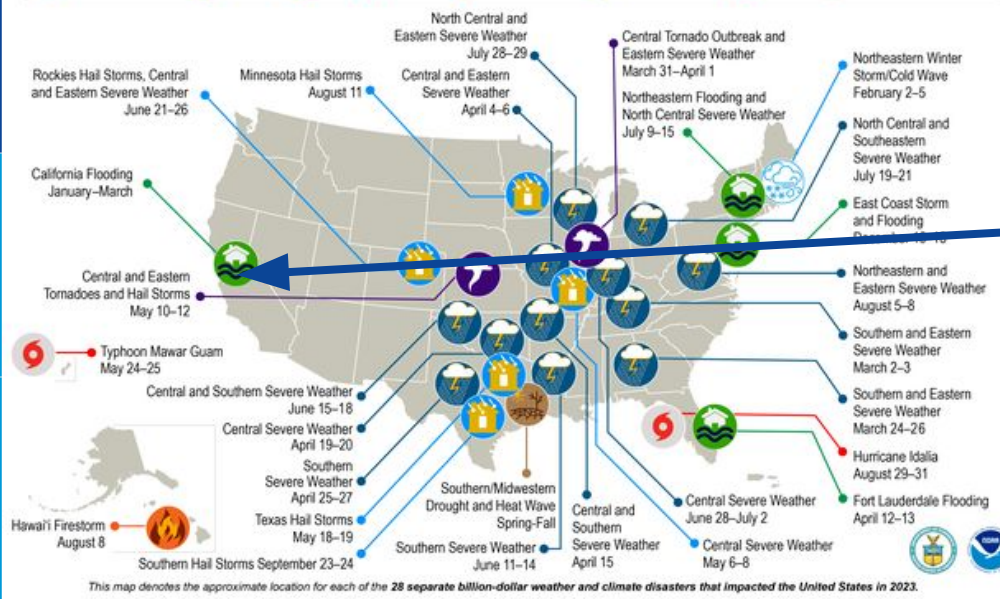 North Central and
Eastern Severe Weather
July 28–29
Central Tornado Outbreak and
Eastern Severe Weather
March 31–April 1
Northeastern Winter
Storm/Cold Wave
February 2–5
Rockies Hail Storms, Central
and Eastern Severe Weather
June 21–26
Minnesota Hail Storms
August 11
Central and Eastern
Severe Weather
April 4–6
Northeastern Flooding and
North Central Severe Weather
July 9–15
North Central and
Southeastern
Severe Weather
July 19–21
California Flooding
January–March
East Coast Storm
and Flooding
Central and Eastern
Tornadoes and Hail Storms
May 10–12
Northeastern and
Eastern Severe Weather
August 5–8
Typhoon Mawar Guam
May 24–25
Southern and Eastern
Severe Weather
March 2–3
Central and Southern Severe Weather
June 15–18
Southern and Eastern
Severe Weather
March 24–26
Central Severe Weather
April 19–20
Hurricane Idalia
August 29–31
Southern
Severe Weather
April 25–27
Southern/Midwestern
Drought and Heat Wave
Spring-Fall
Fort Lauderdale Flooding
April 12–13
Texas Hail Storms
May 18–19
Central and
Southern
Severe Weather
April 15
Central Severe Weather
June 28–July 2
Hawai'i Firestorm
August 8
Southern Hail Storms September 23–24
Southern Severe Weather
June 11–14
Central Severe Weather
May 6–8
NOAA
This map denotes the approximate location for each of the 28 separate billion-dollar weather and climate disasters that impacted the United States in 2023.